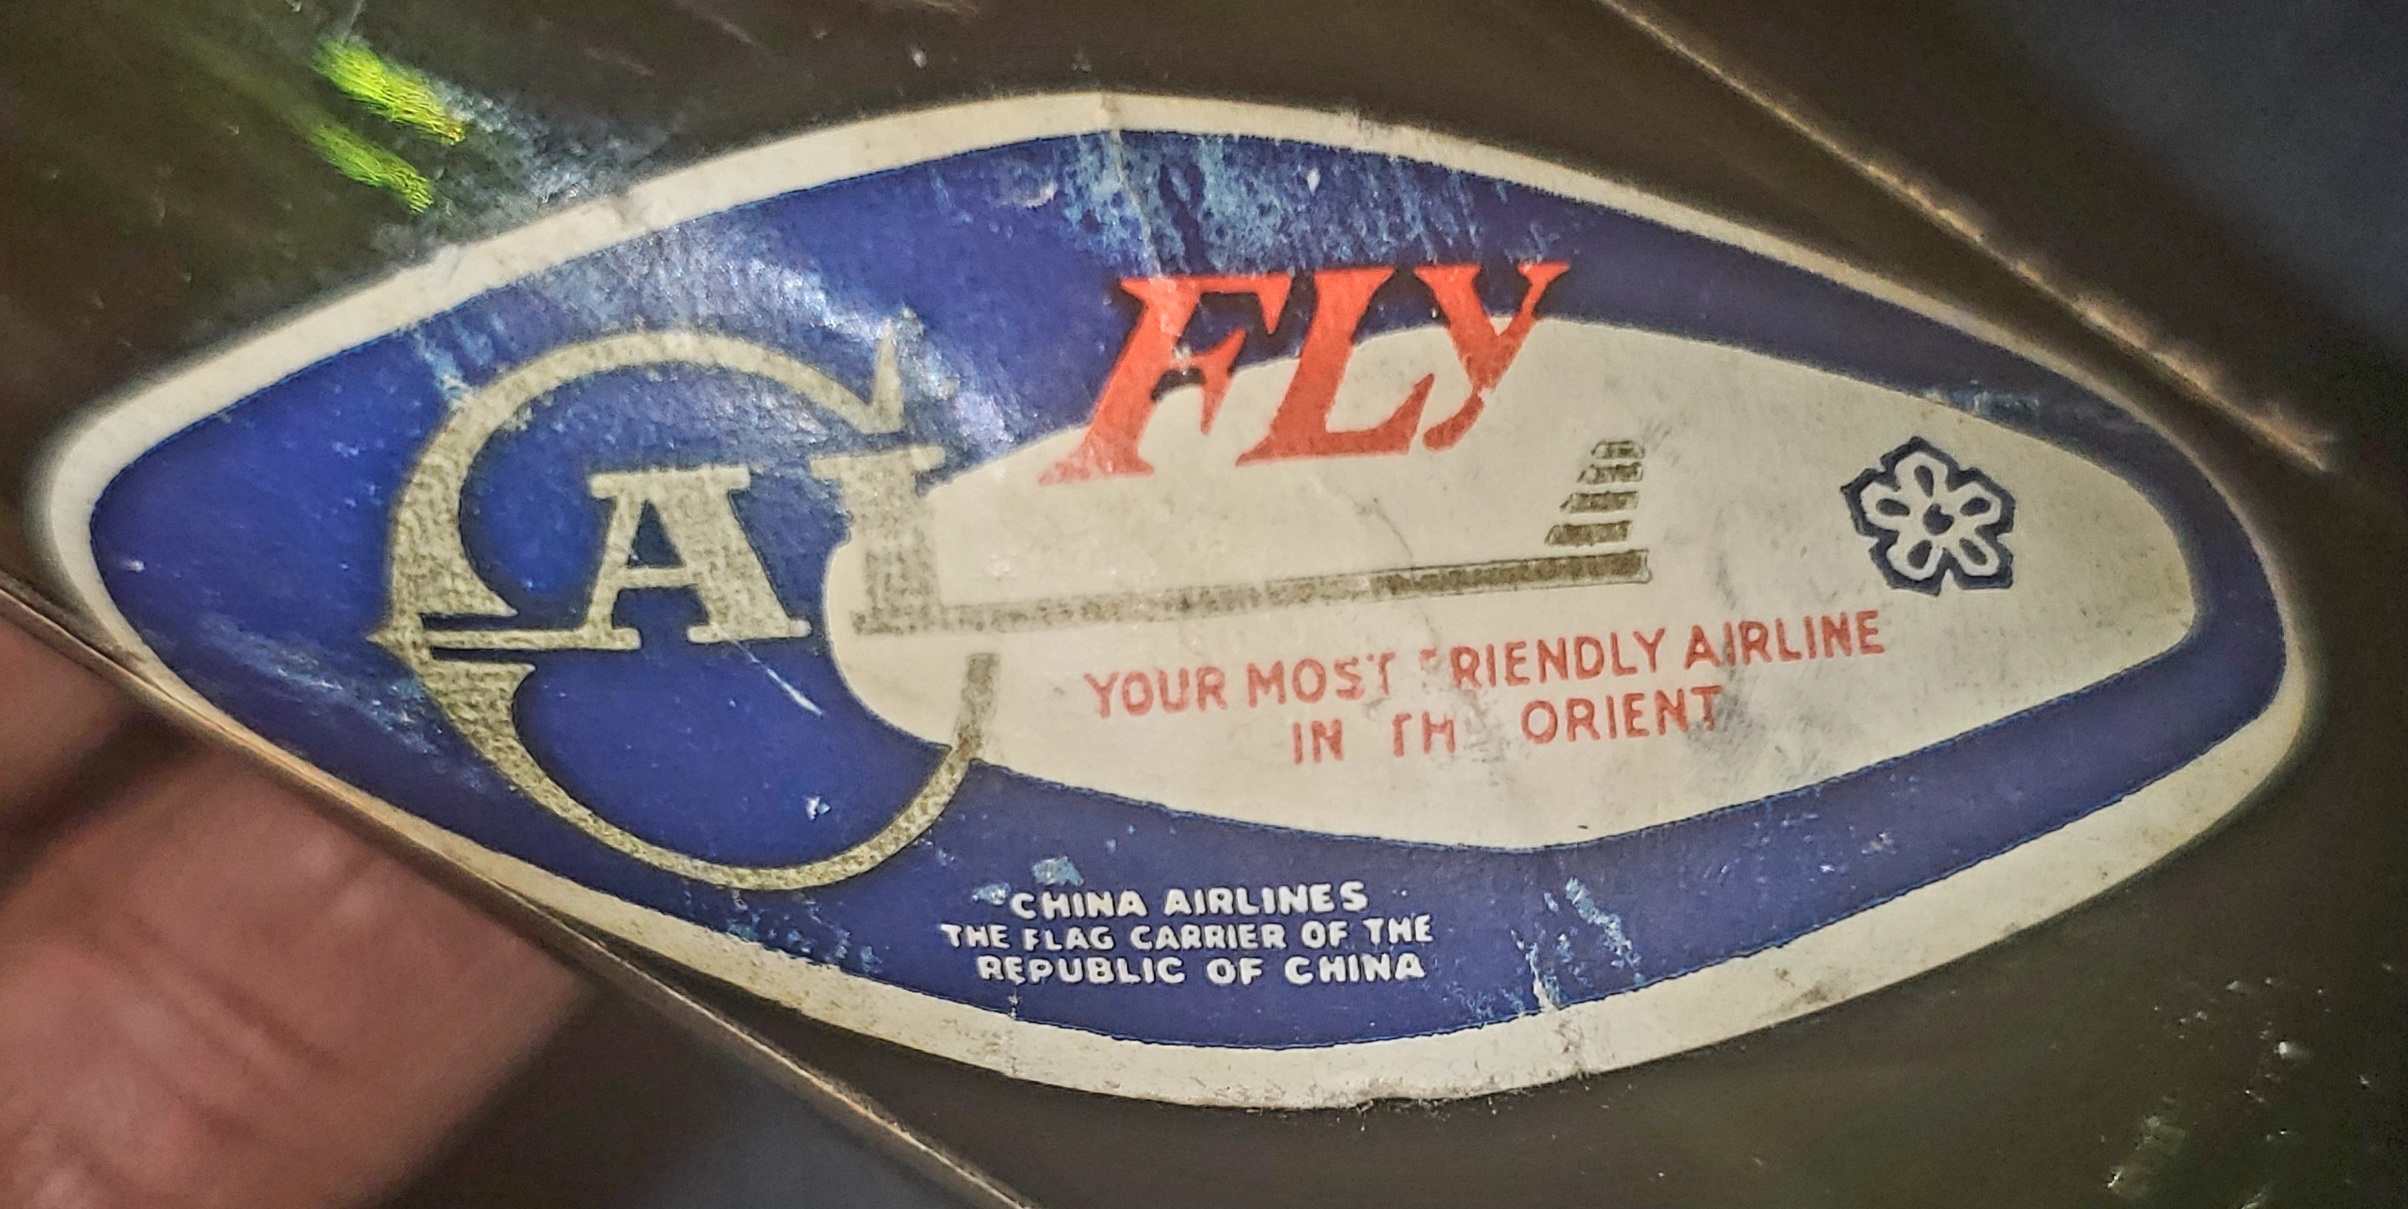 FLY
CAL
YOUR MOST FRIENDLY AIRLINE
IN THE ORIENT
CHINA AIRLINES
THE FLAG CARRIER OF THE
REPUBLIC OF CHINA